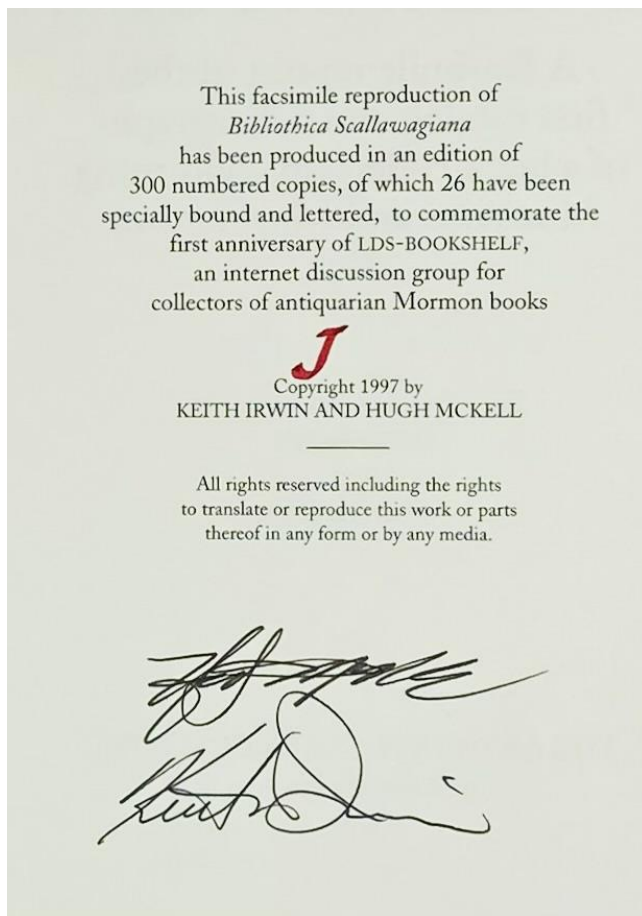 This facsimile reproduction of
Bibliothica Scallawagiana
has been produced in an edition of
300 numbered copies, of which 26 have been
specially bound and lettered, to commemorate the
first anniversary of LDS-BOOKSHELF,
an internet discussion group for
collectors of antiquarian Mormon books
J
Copyright 1997 by
KEITH IRWIN AND HUGH MCKELL
All rights reserved including the rights
to translate or reproduce this work or parts
thereof in any form or by any media.